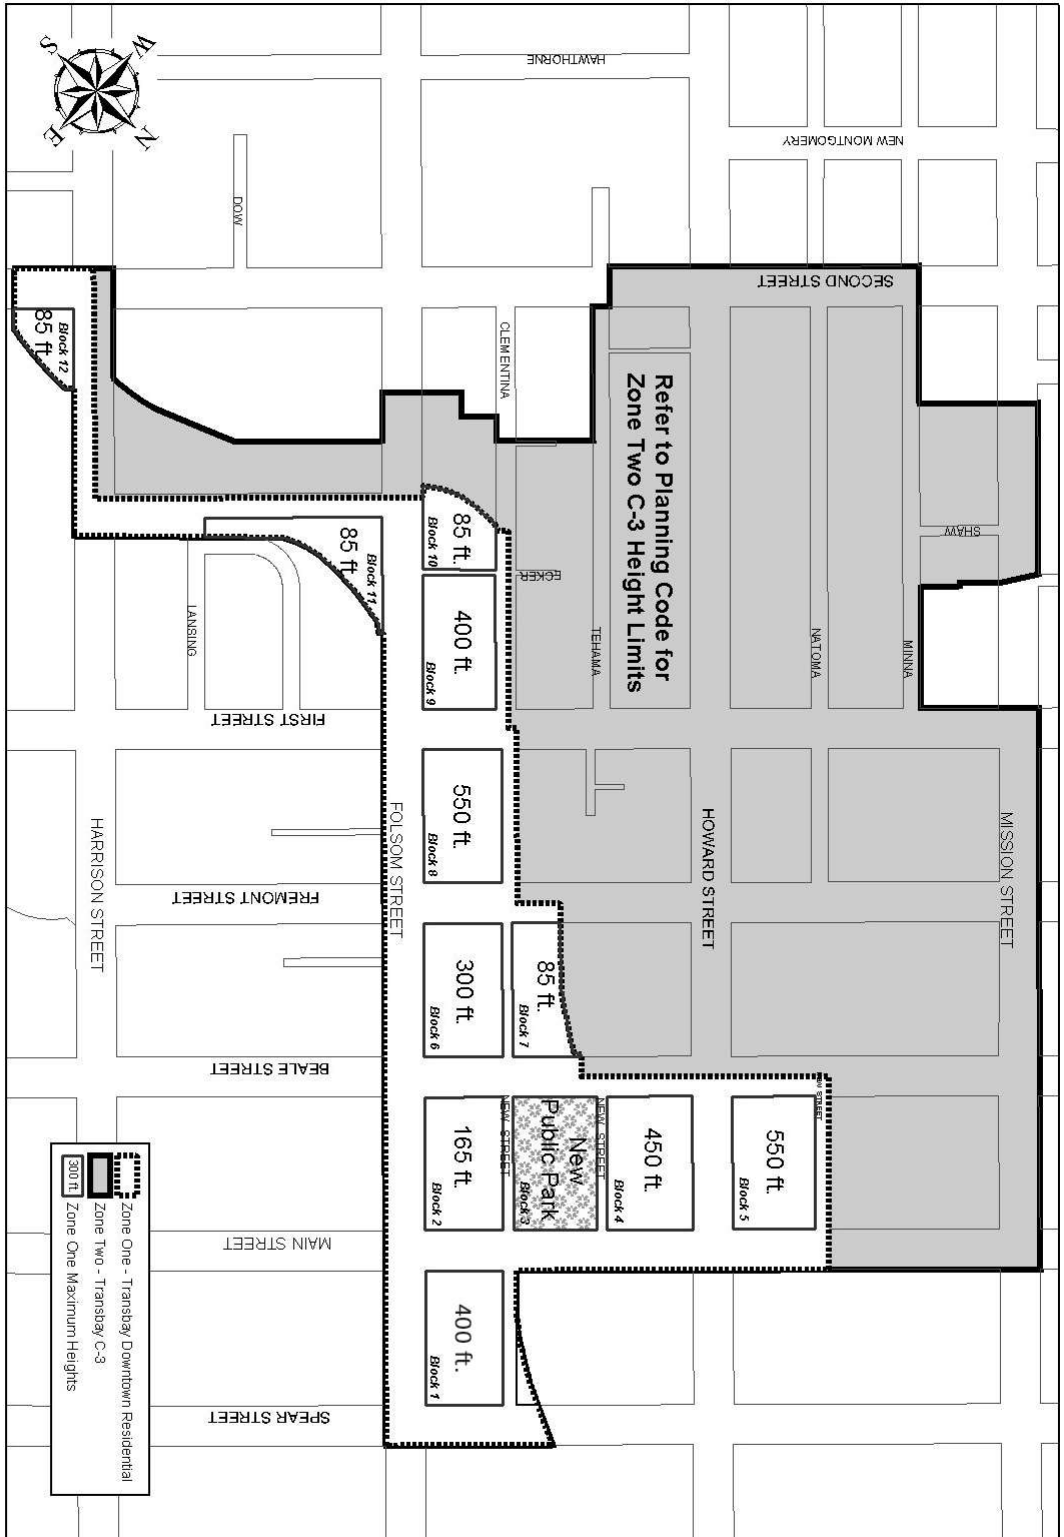 W
S
N
E
HAWTHORNE
NEW MONTGOMERY
DOW
SECOND STREET
CLEMENTINA
Refer to Planning Code for
Zone Two C-3 Height Limits
Block 12
85 ft.
SHAW
85 ft.
Block 10
ECKER
Block 11
85 ft
LANSING
400 ft.
Block 9
TEHAMA
NATOMA
MINNA
FIRST STREET
550 ft.
Block 8
HARRISON STREET
FOLSOM STREET
HOWARD STREET
MISSION STREET
FREMONT STREET
300 ft.
Block 6
85 ft.
Block 7
BEALE STREET
165 ft.
Block 2
NEW STREET
New
Public Park
Block 3
NEW STREET
450 ft.
Block 4
550 ft.
Block 5
MAIN STREET
400 ft.
Block 1
SPEAR STREET
Zone One - Transbay Downtown Residential
Zone Two - Transbay C-3
300 ft.
Zone One Maximum Heights